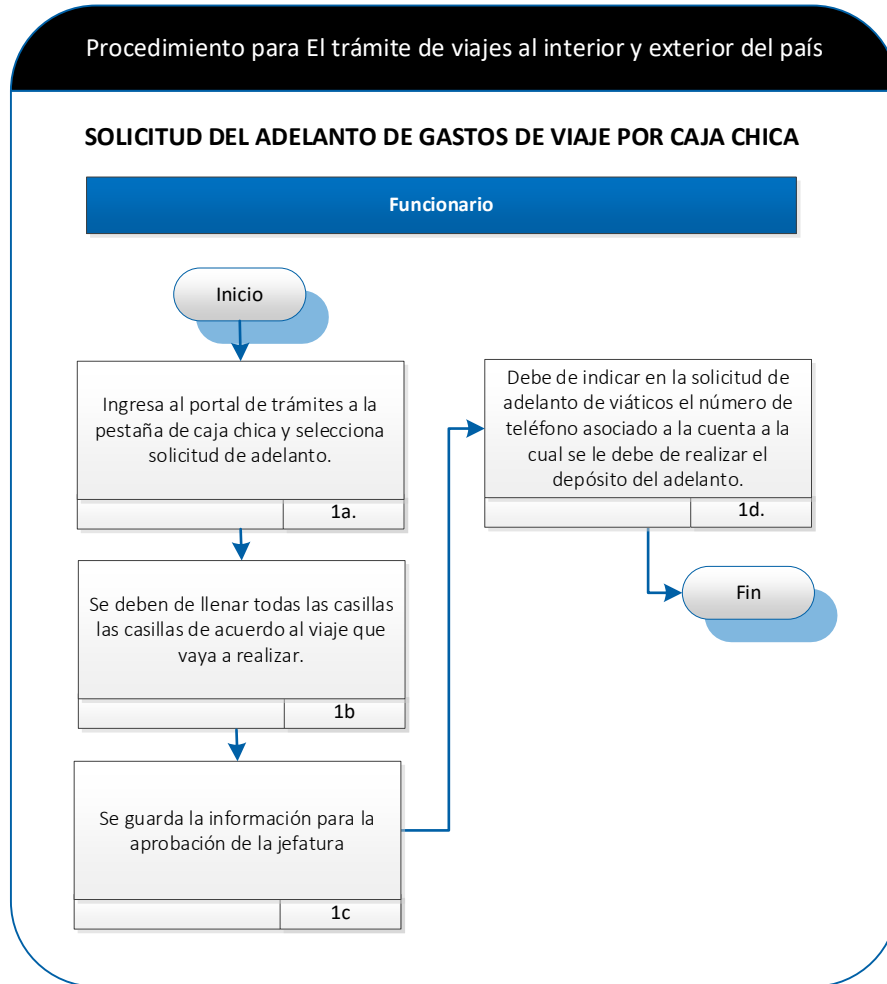 Procedimiento para El trámite de viajes al interior y exterior del país
SOLICITUD DEL ADELANTO DE GASTOS DE VIAJE POR CAJA CHICA
Funcionario
Inicio
Ingresa al portal de trámites a la
pestaña de caja chica y selecciona
solicitud de adelanto.
1a.
Se deben de llenar todas las casillas
las casillas de acuerdo al viaje que
vaya a realizar.
1b
Se guarda la información para la
aprobación de la jefatura
1c
Debe de indicar en la solicitud de
adelanto de viáticos el número de
teléfono asociado a la cuenta a la
cual se le debe de realizar el
depósito del adelanto.
1d.
Fin